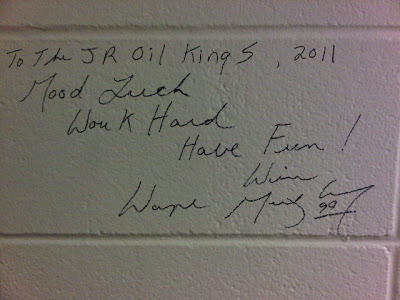 To The JR Oil Kings, 2011
Good Luck
Work Hard
Have Fun!
Win
Wayne 99